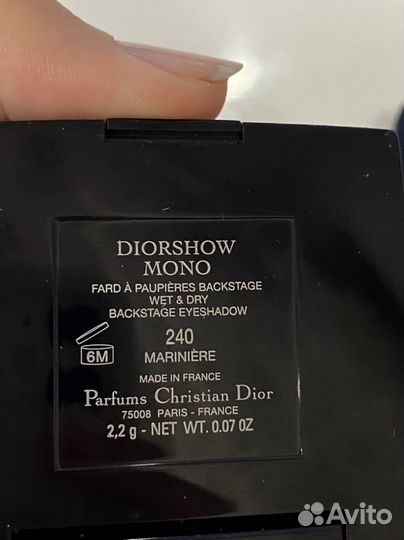 DIORSHOW
MONO
FARD À PAUPIÈRES BACKSTAGE
WET & DRY
BACKSTAGE EYESHADOW
240
6M
MARINIÈRE
MADE IN FRANCE
Parfums Christian Dior
75008 PARIS - FRANCE
2,2 g - NET WT. 0.07 OZ
Avito